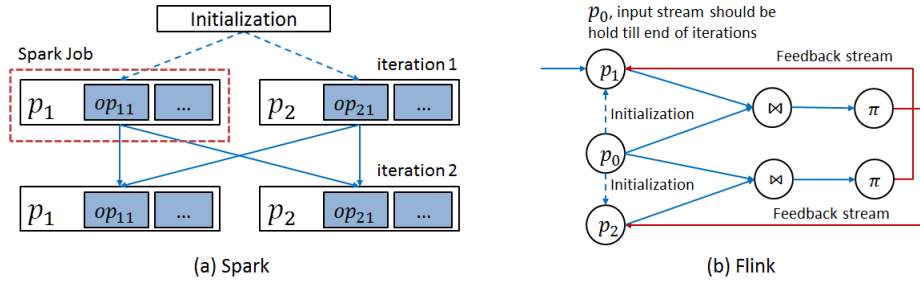 Initialization
Spark Job
iteration 1
p₁ op₁₁ ...
p₂ op₂₁ ...
iteration 2
p₁ op₁₁ ...
p₂ op₂₁ ...
(a) Spark
p₀, input stream should be
hold till end of iterations
Feedback stream
p₁
Initialization
⋈ π
p₀
Initialization
⋈ π
p₂
Feedback stream
(b) Flink